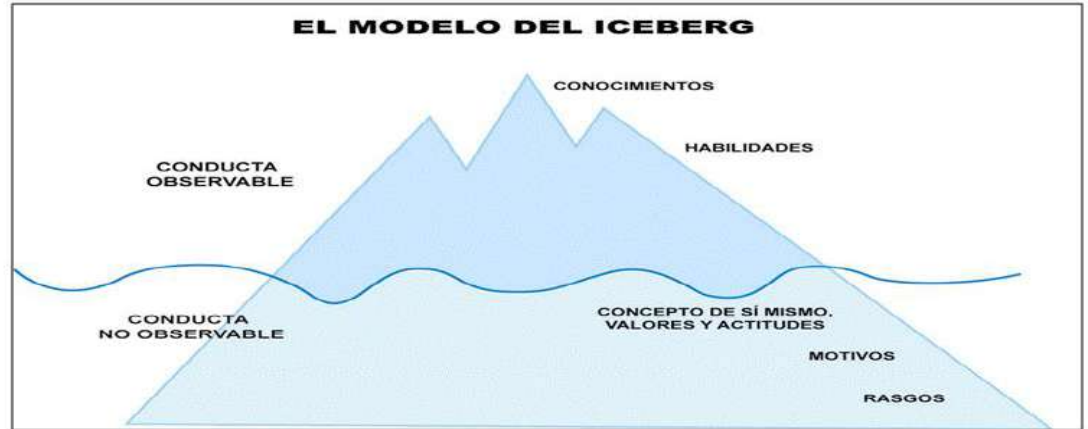 EL MODELO DEL ICEBERG
CONOCIMIENTOS
HABILIDADES
CONDUCTA
OBSERVABLE
CONDUCTA
NO OBSERVABLE
CONCEPTO DE SÍ MISMO.
VALORES Y ACTITUDES
MOTIVOS
RASGOS